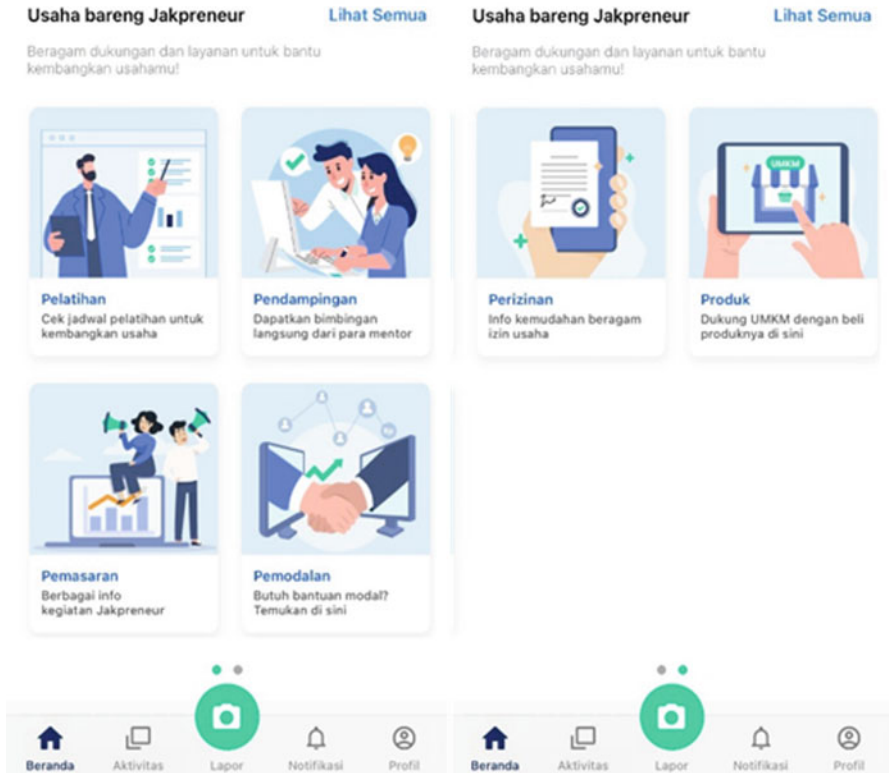 Usaha bareng Jakpreneur
Lihat Semua
Beragam dukungan dan layanan untuk bantu
kembangkan usahamu!
Pelatihan
Cek jadwal pelatihan untuk
kembangkan usaha
Pendampingan
Dapatkan bimbingan
langsung dari para mentor
Pemasaran
Berbagai info
kegiatan Jakpreneur
Pemodalan
Butuh bantuan modal?
Temukan di sini
Beranda
Aktivitas
Lapor
Notifikasi
Profil
Usaha bareng Jakpreneur
Lihat Semua
Beragam dukungan dan layanan untuk bantu
kembangkan usahamu!
Perizinan
Info kemudahan beragam
izin usaha
UMKM
Produk
Dukung UMKM dengan beli
produknya di sini
Beranda
Aktivitas
Lapor
Notifikasi
Profil